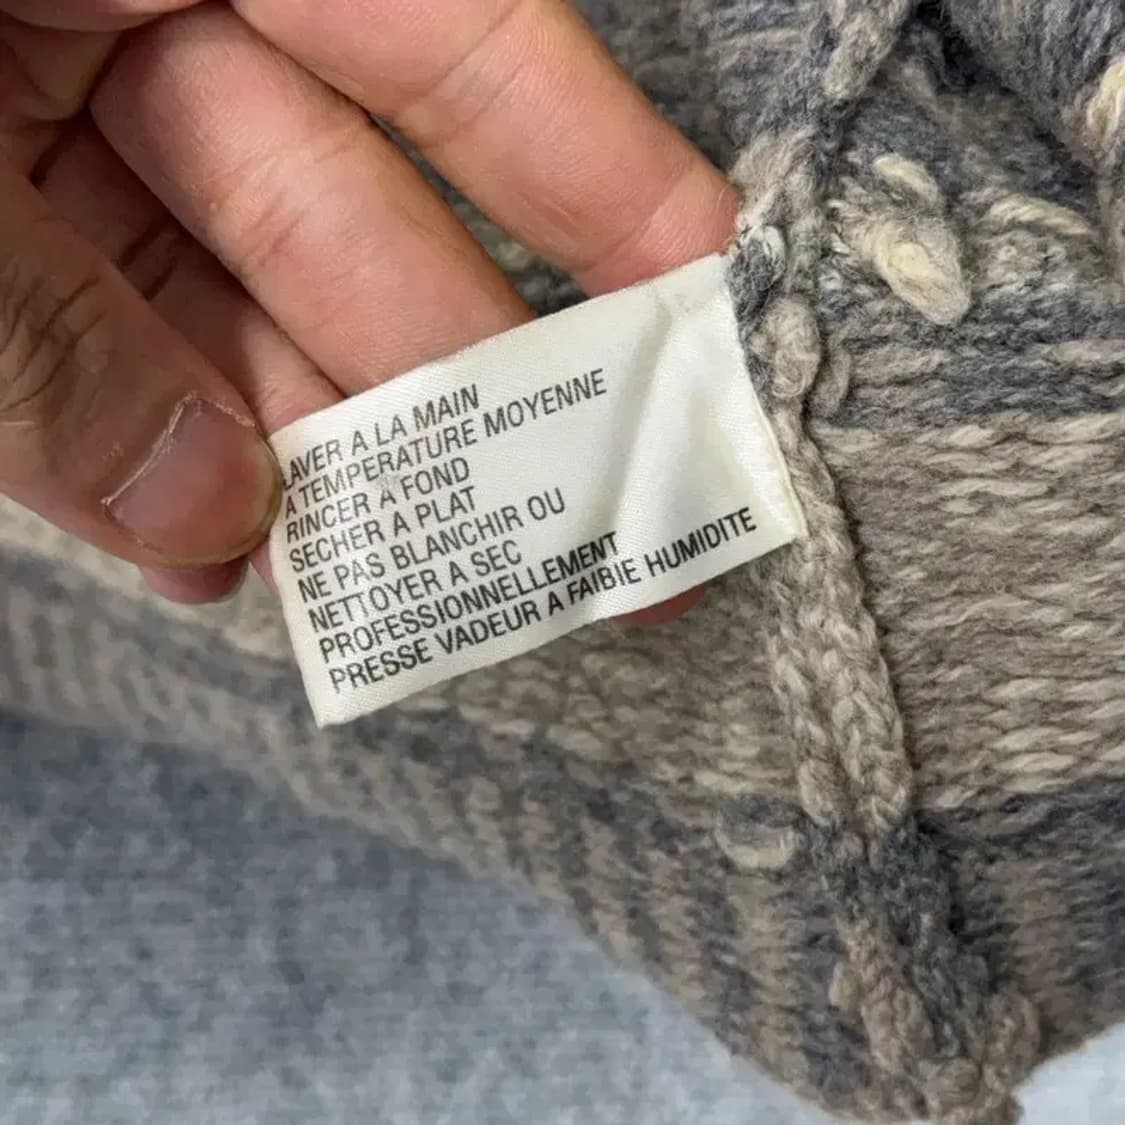 LAVER A LA MAIN
A TEMPERATURE MOYENNE
RINCER A FOND
SECHER A PLAT
NE PAS BLANCHIR OU
NETTOYER A SEC
PROFESSIONNELLEMENT
PRESSE VADEUR A FAIBIE HUMIDITE